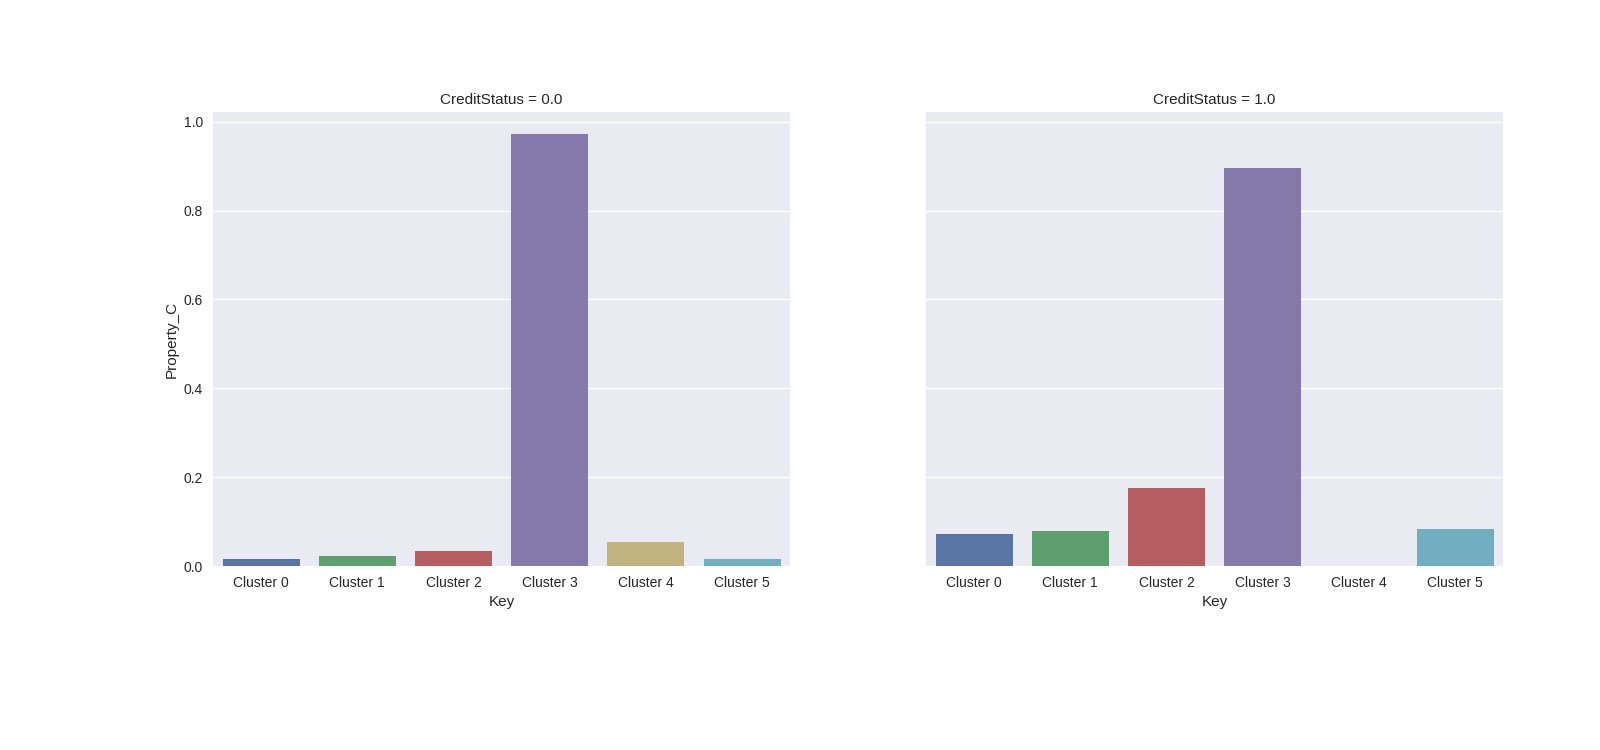 CreditStatus = 0.0
CreditStatus = 1.0
1.0
0.8
0.6
0.4
0.2
0.0
Property_C
Cluster 0 Cluster 1 Cluster 2 Cluster 3 Cluster 4 Cluster 5
Key
Cluster 0 Cluster 1 Cluster 2 Cluster 3 Cluster 4 Cluster 5
Key